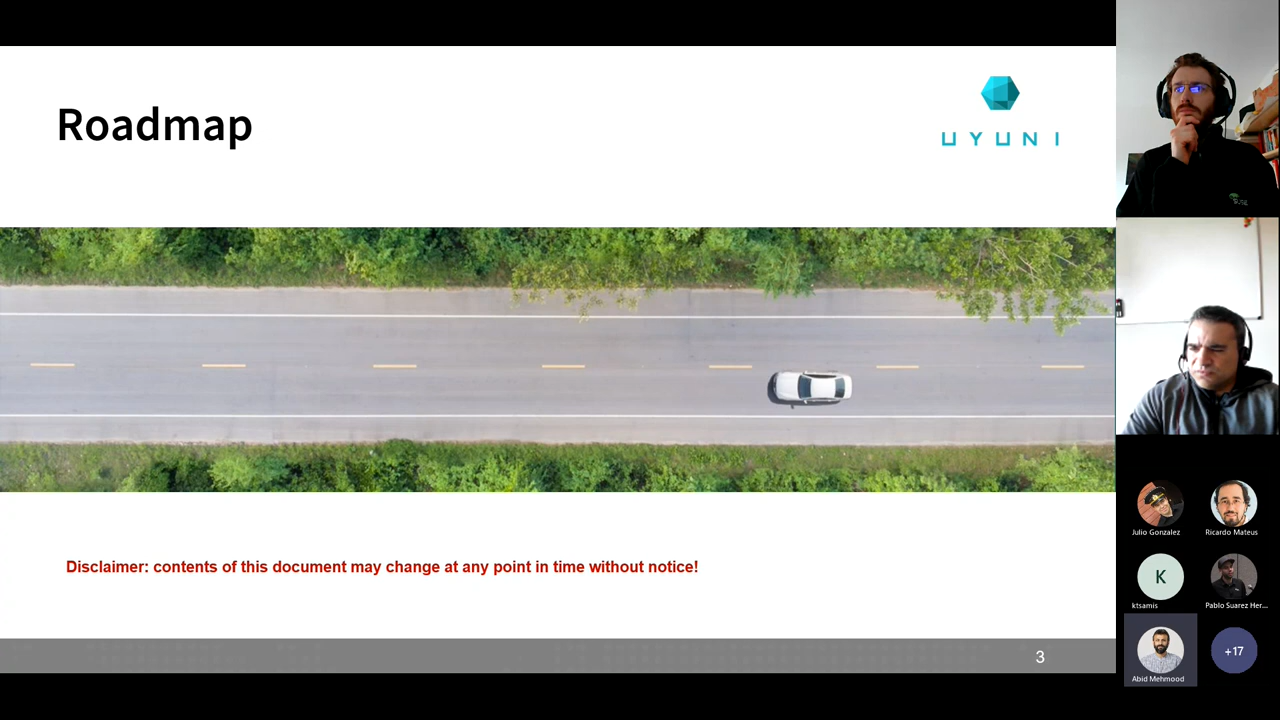 Roadmap
UYUNI
Disclaimer: contents of this document may change at any point in time without notice!
3
SUSE
Julio Gonzalez
Ricardo Mateus
K
ktsamis
Pablo Suarez Her...
Abid Mehmood
+17